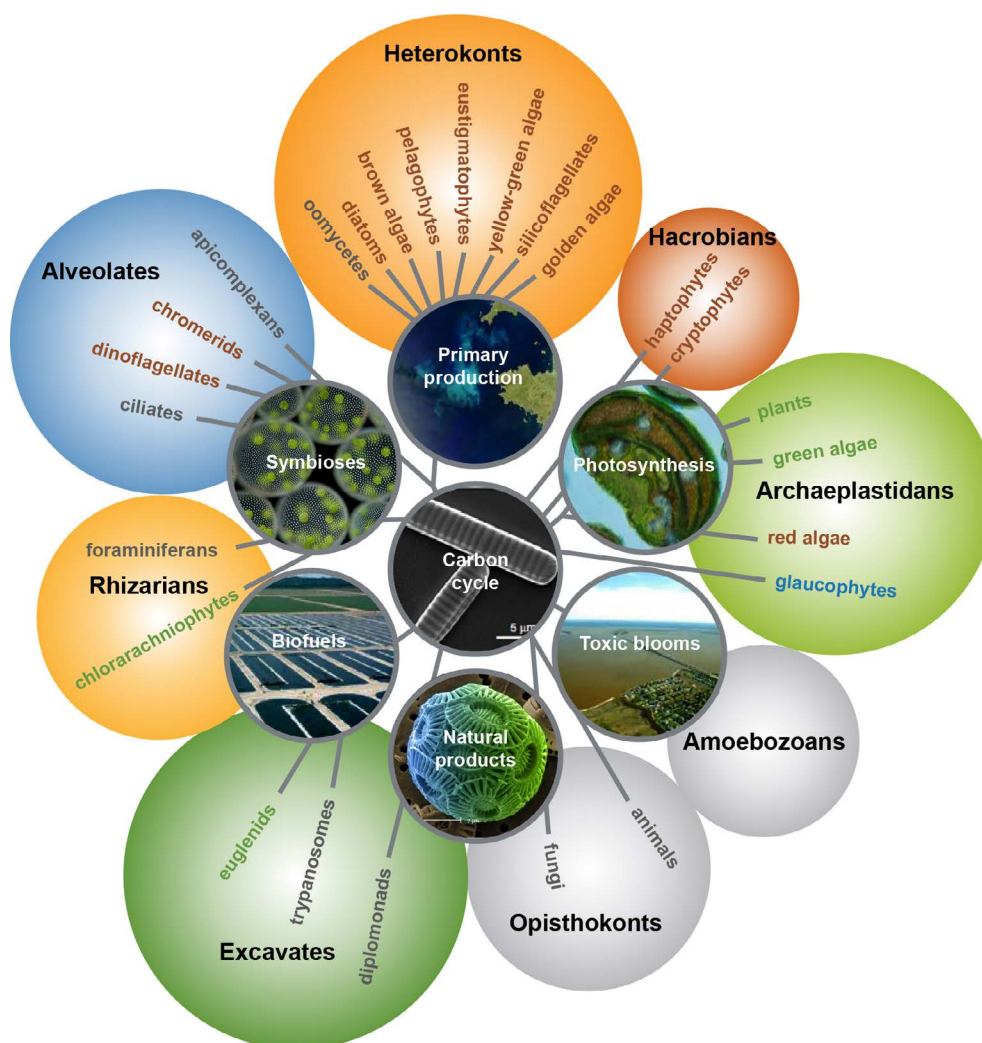 Heterokonts
oomycetes
diatoms
brown algae
pelagophytes
eustigmatophytes
yellow-green algae
silicoflagellates
golden algae
Hacrobians
haptophytes
cryptophytes
Alveolates
apicomplexans
chromerids
dinoflagellates
ciliates
Primary
production
Symbioses
Photosynthesis
plants
green algae
Archaeplastidans
red algae
glaucophytes
foraminiferans
Rhizarians
chlorarachniophytes
Carbon
cycle
5 μm
Biofuels
Toxic blooms
Natural
products
Amoebozoans
euglenids
trypanosomes
diplomonads
Excavates
fungi
animals
Opisthokonts